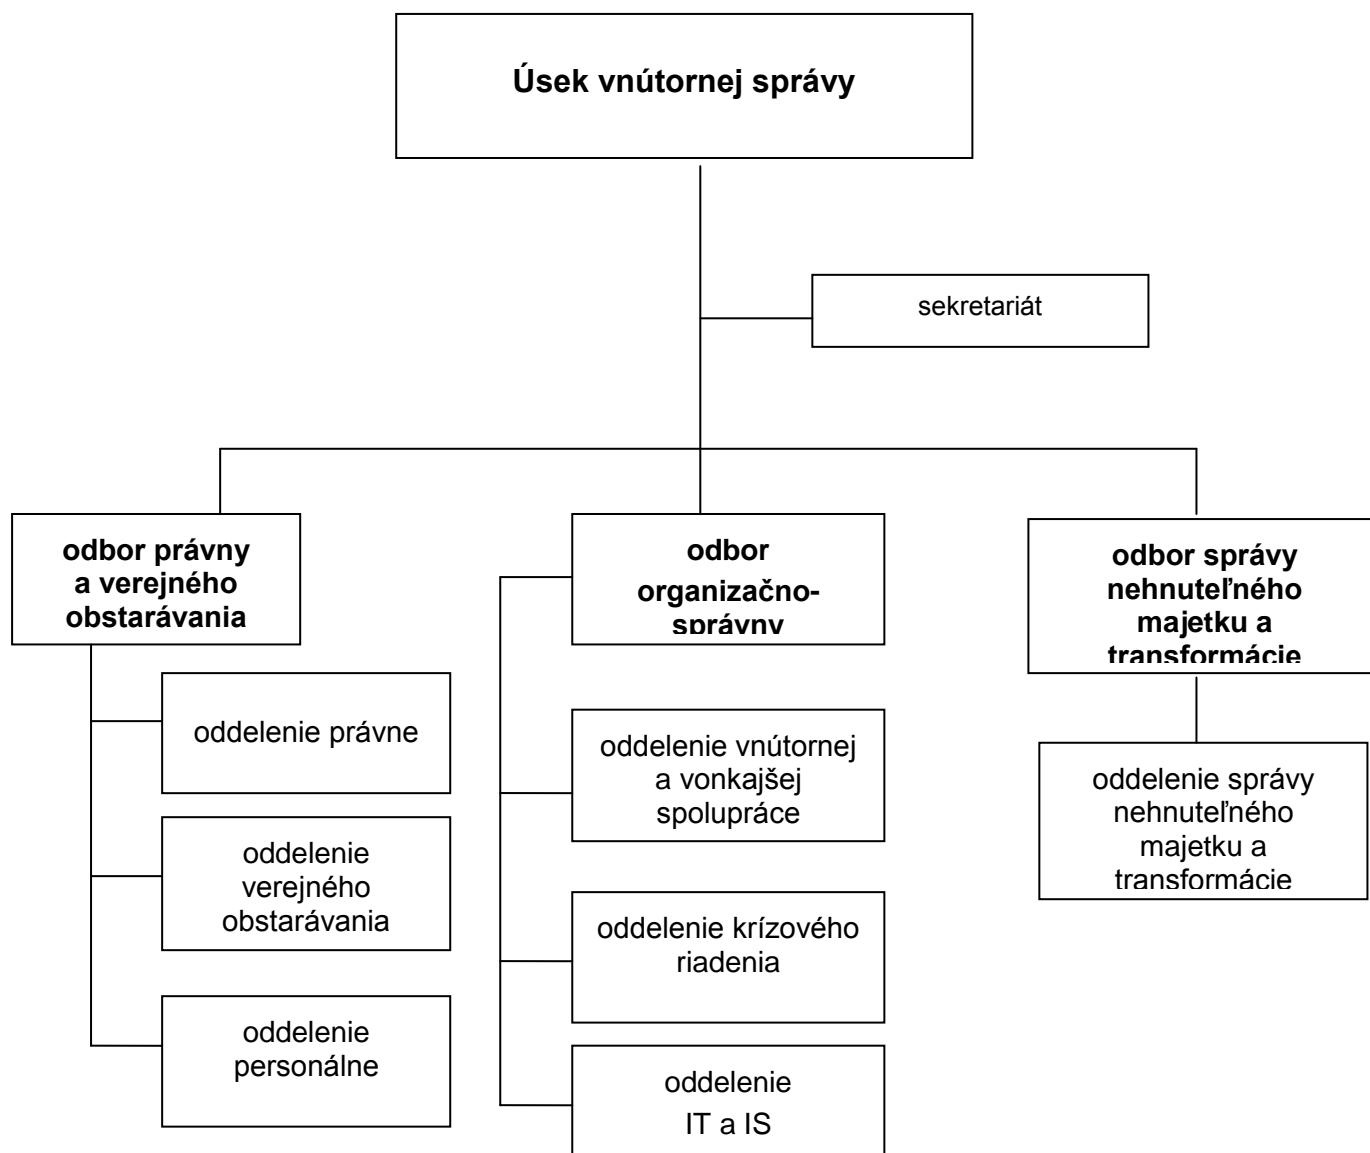 Úsek vnútornej správy
sekretariát
odbor právny
a verejného
obstarávania
odbor
organizačno-
správny
odbor správy
nehnuteľného
majetku a
transformácie
oddelenie právne
oddelenie
verejného
obstarávania
oddelenie
personálne
oddelenie vnútornej
a vonkajšej
spolupráce
oddelenie krízového
riadenia
oddelenie
IT a IS
oddelenie správy
nehnuteľného
majetku a
transformácie